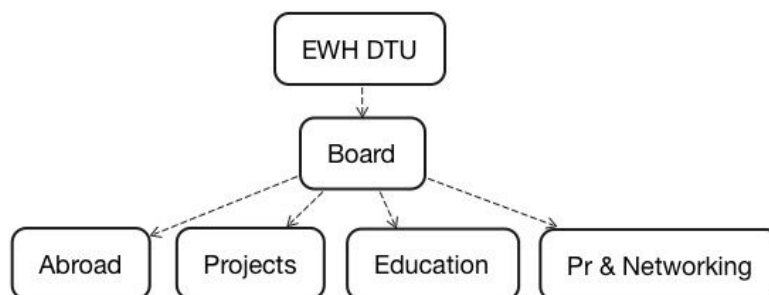 EWH DTU
Board
Abroad
Projects
Education
Pr & Networking